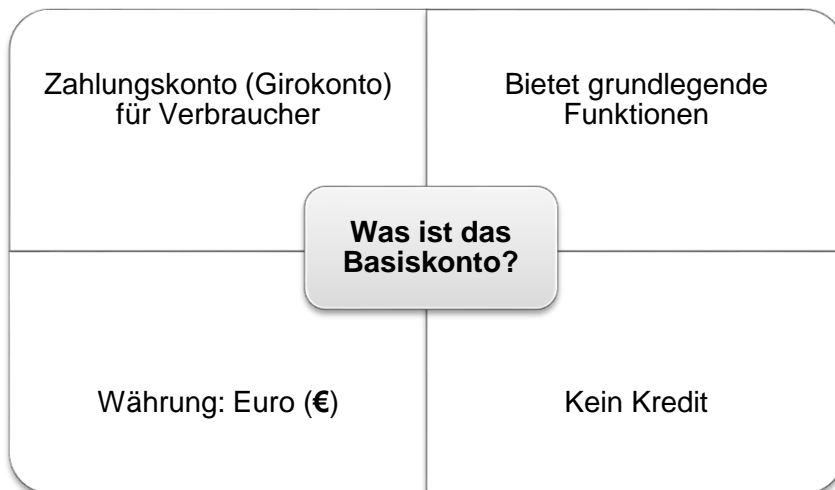 Zahlungskonto (Girokonto)
für Verbraucher
Bietet grundlegende
Funktionen
Was ist das
Basiskonto?
Währung: Euro (€)
Kein Kredit